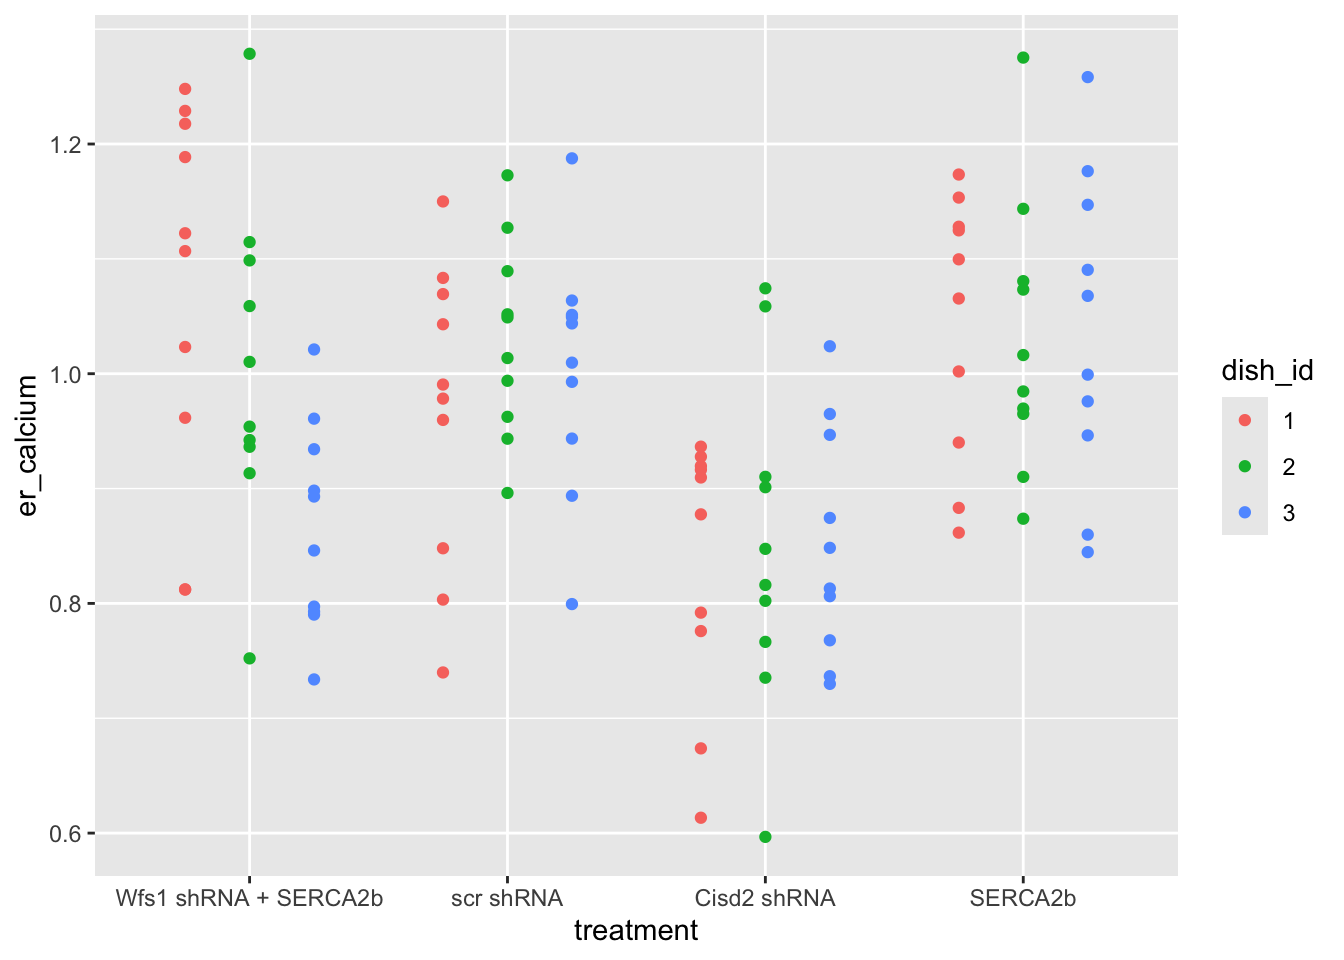 er_calcium
1.2
1.0
0.8
0.6
Wfs1 shRNA + SERCA2b
scr shRNA
Cisd2 shRNA
SERCA2b
treatment
dish_id
1
2
3